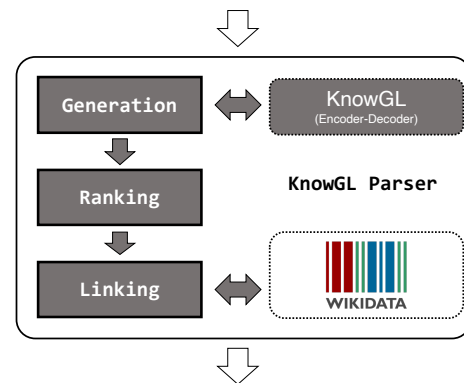 Generation
KnowGL
(Encoder-Decoder)
Ranking
KnowGL Parser
Linking
WIKIDATA